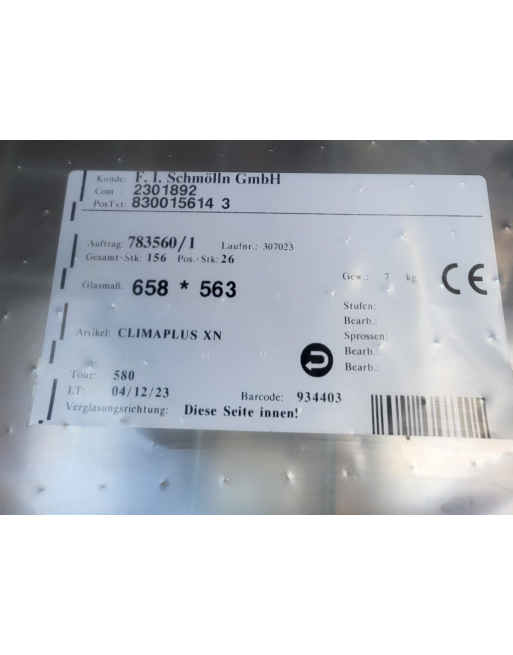 Kunde: F. I. Schmölln GmbH
Com : 2301892
PosTxt: 830015614 3
Auftrag: 783560/1 Laufnr.: 307023
Gesamt-Stk: 156 Pos.-Stk: 26
Gew.: 7 kg
CE
Glasmaß: 658 * 563
Stufen:
Bearb.:
Artikel: CLIMAPLUS XN
Sprossen:
Bearb.:
Bearb.:
Tour: 580
LT: 04/12/23 Barcode: 934403
Verglasungsrichtung: Diese Seite innen!